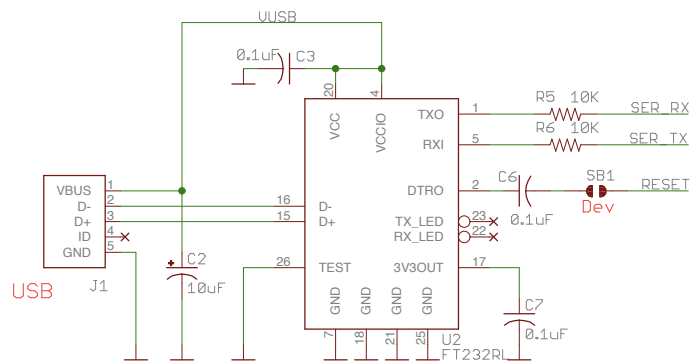 VUSB
0.1uF C3
20 4
VCC VCCIO
TXO 1 R5 10K SER_RX
RXI 5 R6 10K SER_TX
DTRO 2 C6 0.1uF SB1 Dev RESET
VBUS 1
D- 2 16 D-
D+ 3 15 D+
ID 4
GND 5
TX_LED 23
RX_LED 22
USB J1
C2 10uF
26 TEST
3V3OUT 17
C7 0.1uF
GND GND GND GND
7 18 21 25
U2
FT232RL